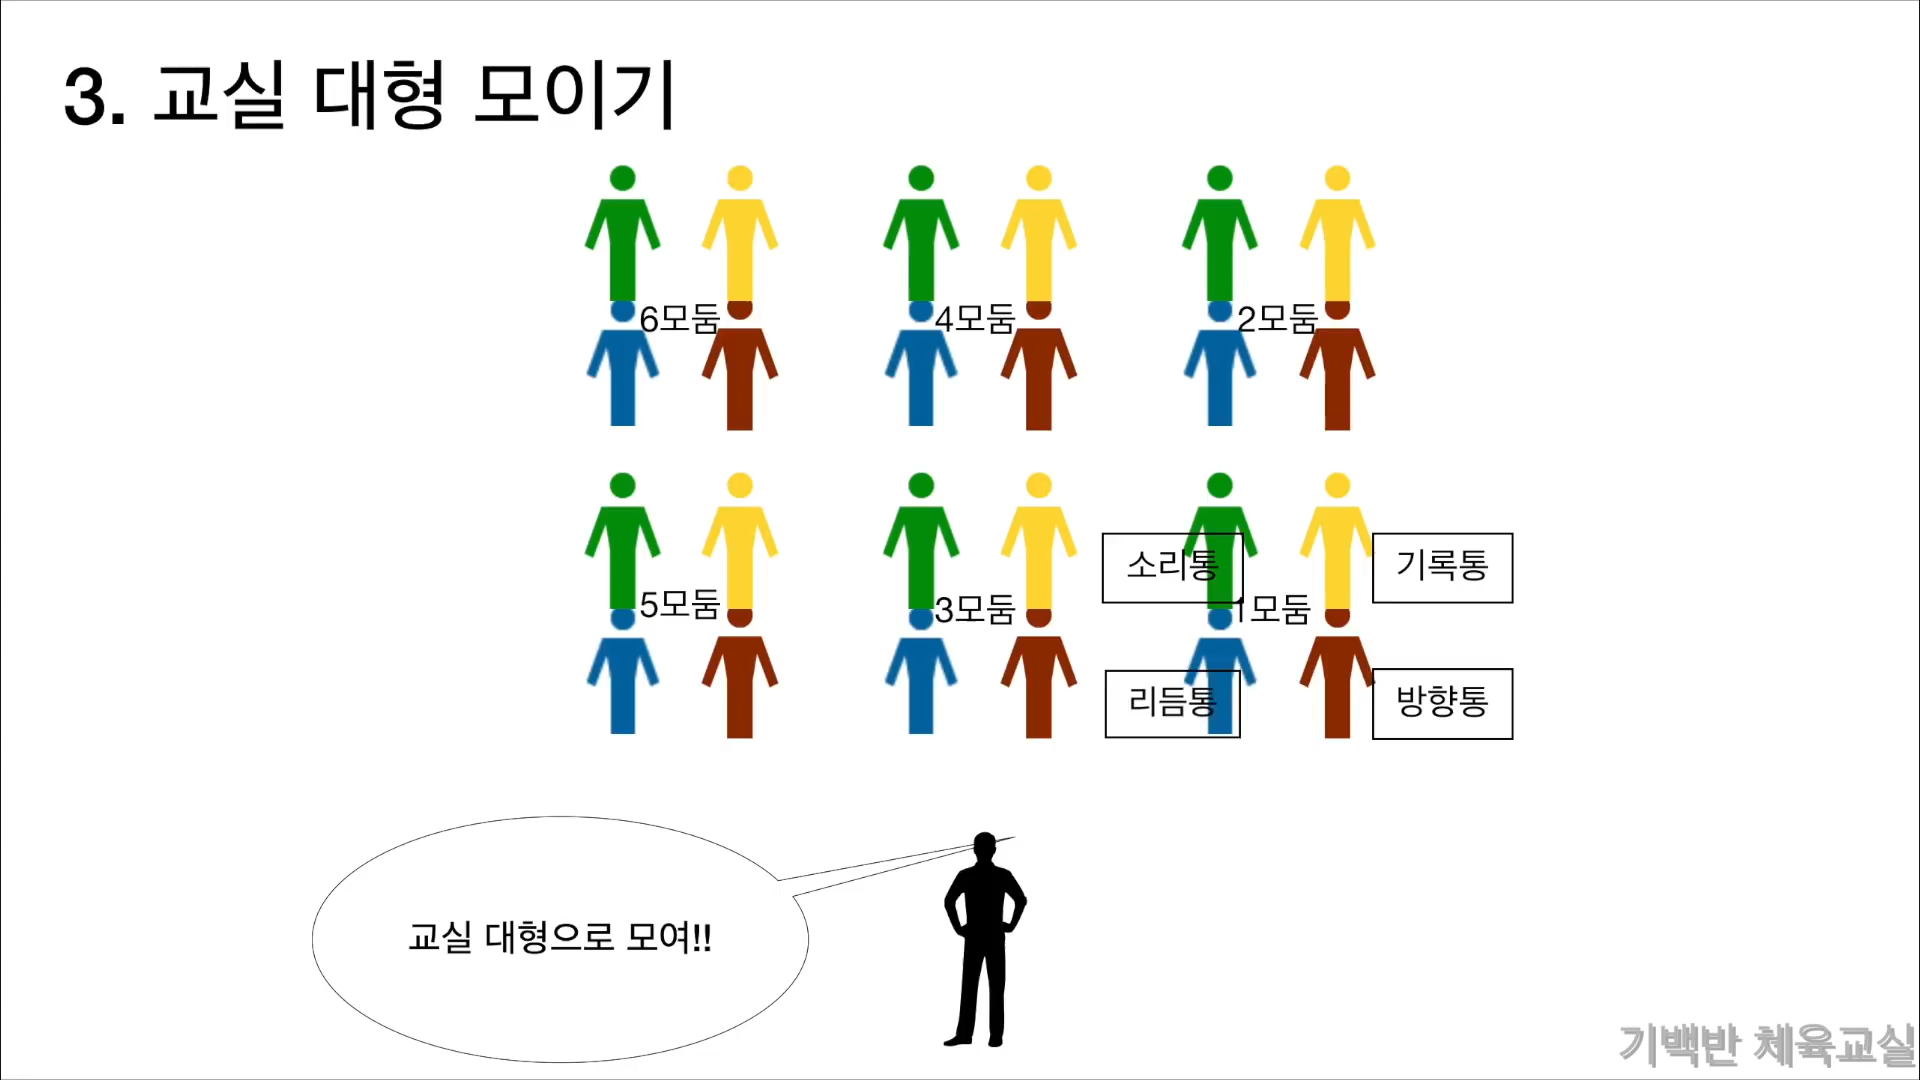 3. 교실 대형 모이기
6모둠
4모둠
2모둠
소리통
기록통
5모둠
3모둠
1모둠
리듬통
방향통
교실 대형으로 모여!!
기백반 체육교실